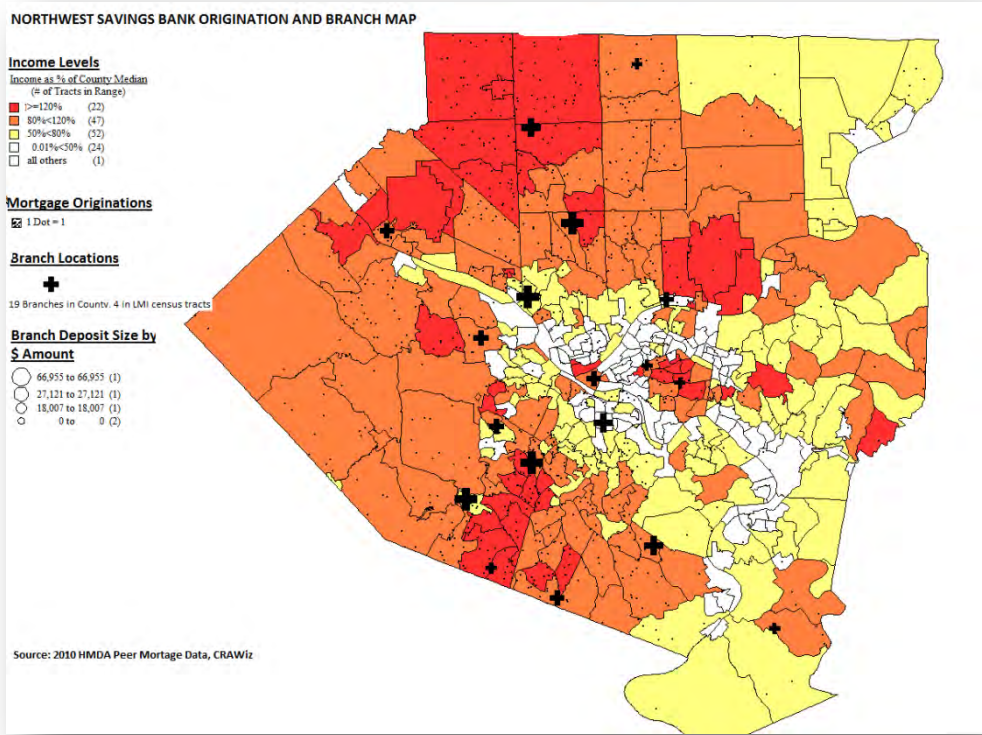 NORTHWEST SAVINGS BANK ORIGINATION AND BRANCH MAP
Income Levels
Income as % of County Median
(# of Tracts in Range)
>=120% (22)
80%<120% (47)
50%<80% (52)
0.01%<50% (24)
all others (1)
Mortgage Originations
1 Dot = 1
Branch Locations
19 Branches in County. 4 in LMI census tracts
Branch Deposit Size by
$ Amount
66,955 to 66,955 (1)
27,121 to 27,121 (1)
18,007 to 18,007 (1)
0 to 0 (2)
Source: 2010 HMDA Peer Mortage Data, CRAWiz